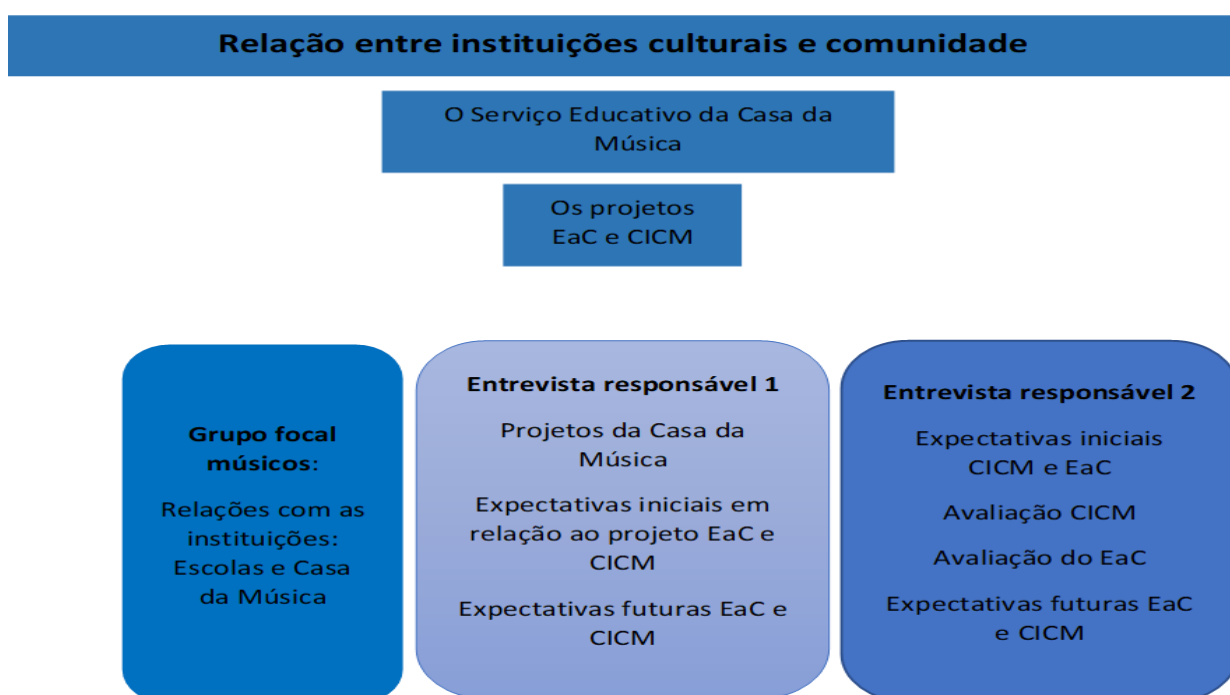 Relação entre instituições culturais e comunidade
O Serviço Educativo da Casa da
Música
Os projetos
EaC e CICM
Grupo focal
músicos:
Relações com as
instituições:
Escolas e Casa
da Música
Entrevista responsável 1
Projetos da Casa da
Música
Expectativas iniciais em
relação ao projeto EaC e
CICM
Expectativas futuras EaC e
CICM
Entrevista responsável 2
Expectativas iniciais
CICM e EaC
Avaliação CICM
Avaliação do EaC
Expectativas futuras EaC
e CICM